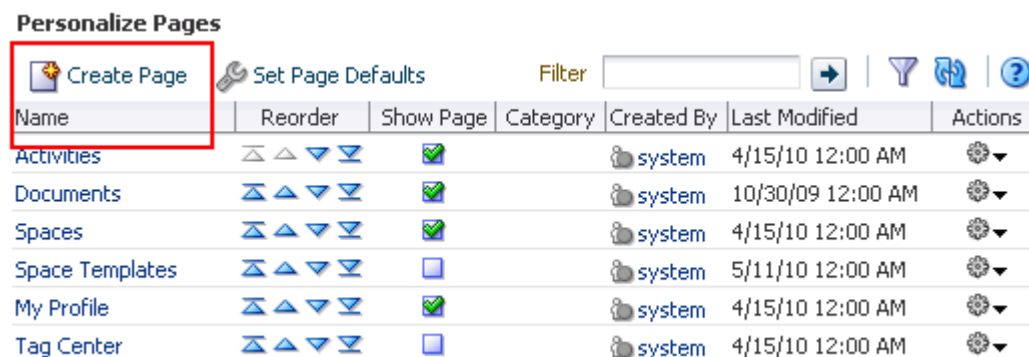 Personalize Pages
Create Page Set Page Defaults Filter
Name Reorder Show Page Category Created By Last Modified Actions
Activities system 4/15/10 12:00 AM
Documents system 10/30/09 12:00 AM
Spaces system 4/15/10 12:00 AM
Space Templates system 5/11/10 12:00 AM
My Profile system 4/15/10 12:00 AM
Tag Center system 4/15/10 12:00 AM